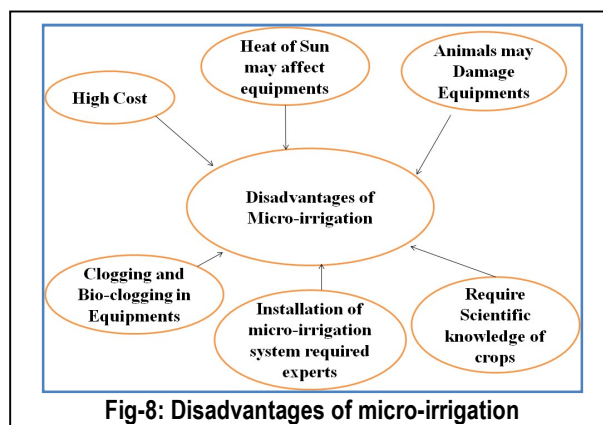 Heat of Sun
may affect
equipments
Animals may
Damage
Equipments
High Cost
Disadvantages of
Micro-irrigation
Clogging and
Bio-clogging in
Equipments
Installation of
micro-irrigation
system required
experts
Require
Scientific
knowledge of
crops
Fig-8: Disadvantages of micro-irrigation